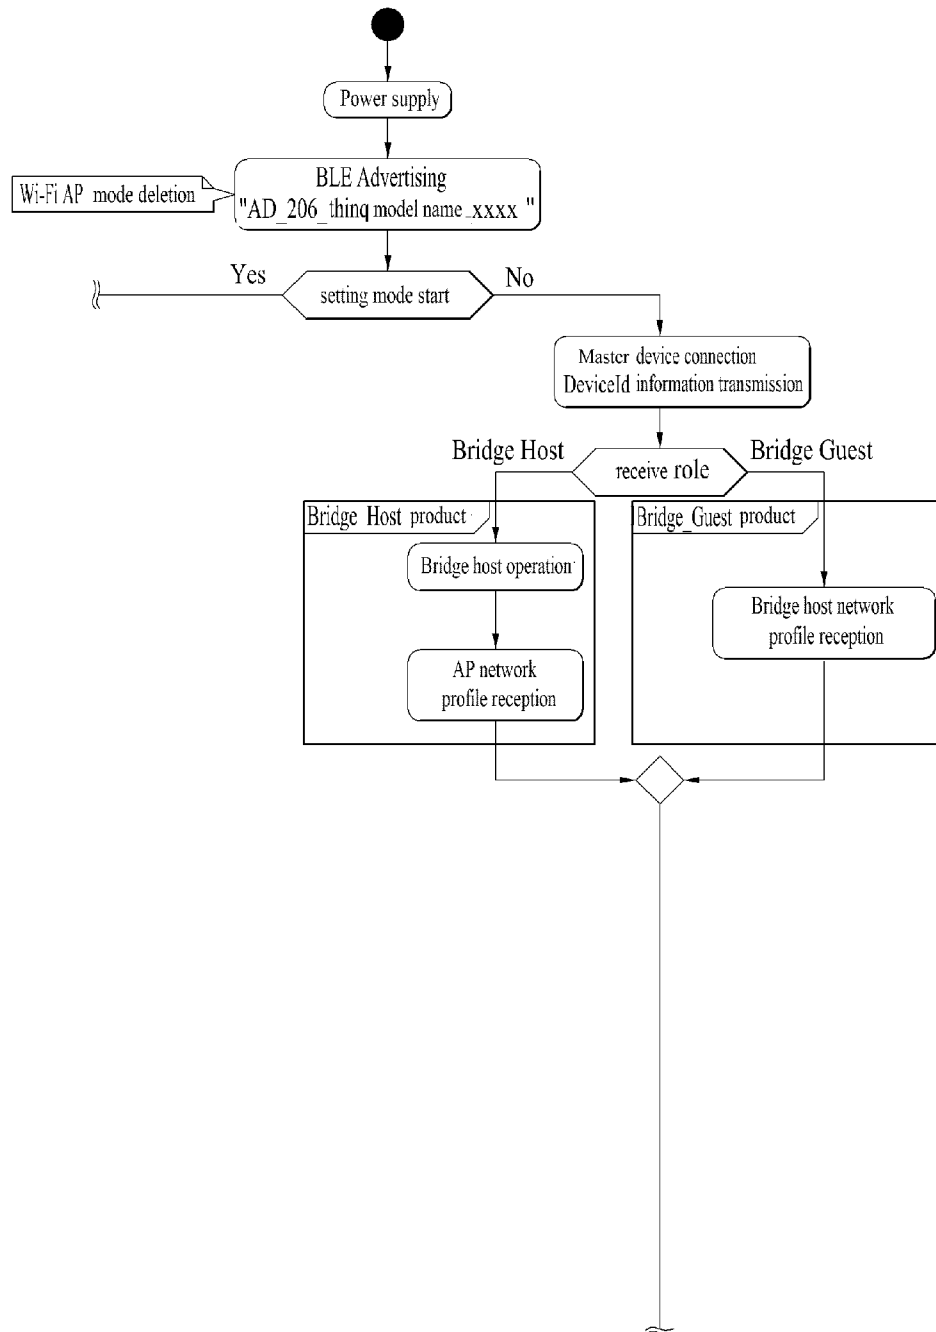 Power supply
Wi-Fi AP mode deletion
BLE Advertising
"AD_206_thinq model name_xxxx "
Yes
No
setting mode start
Master device connection
DeviceId information transmission
Bridge Host
Bridge Guest
receive role
Bridge_Host product
Bridge_Guest product
Bridge host operation
Bridge host network
profile reception
AP network
profile reception